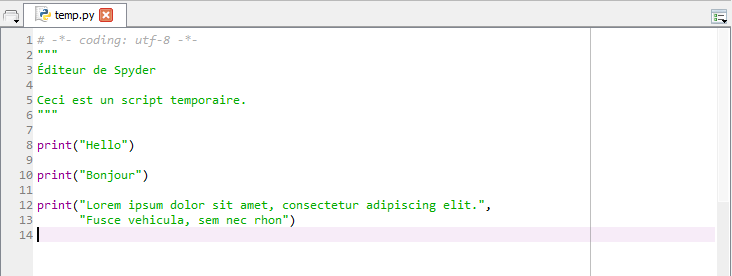 temp.py
1 # -*- coding: utf-8 -*-
2 """
3 Éditeur de Spyder
4
5 Ceci est un script temporaire.
6 """
7
8 print("Hello")
9
10 print("Bonjour")
11
12 print("Lorem ipsum dolor sit amet, consectetur adipiscing elit.",
13       "Fusce vehicula, sem nec rhon")
14